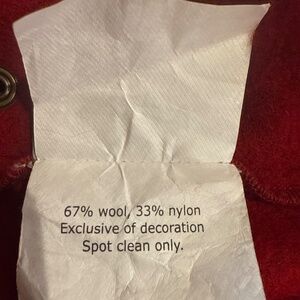 67% wool, 33% nylon
Exclusive of decoration
Spot clean only.